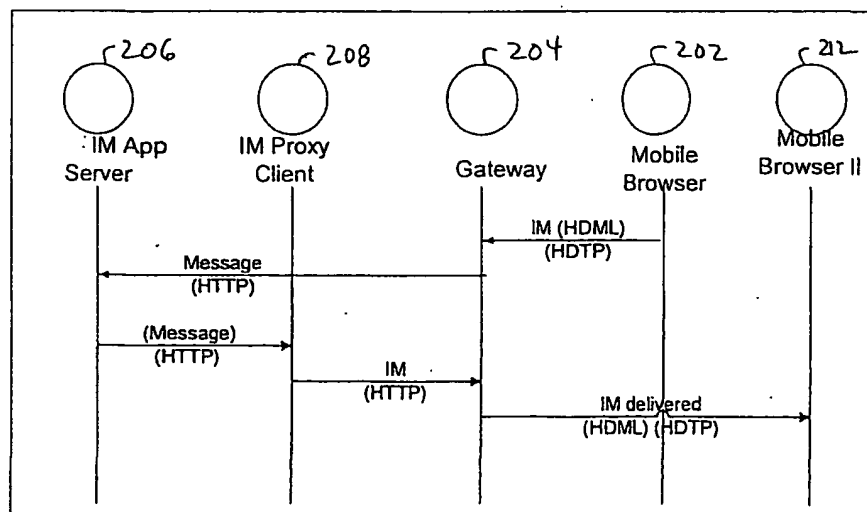 206 208 204 202 212
IM App
Server
IM Proxy
Client
Gateway
Mobile
Browser
Mobile
Browser II
IM (HDML)
(HDTP)
Message
(HTTP)
(Message)
(HTTP)
IM
(HTTP)
IM delivered
(HDML) (HDTP)